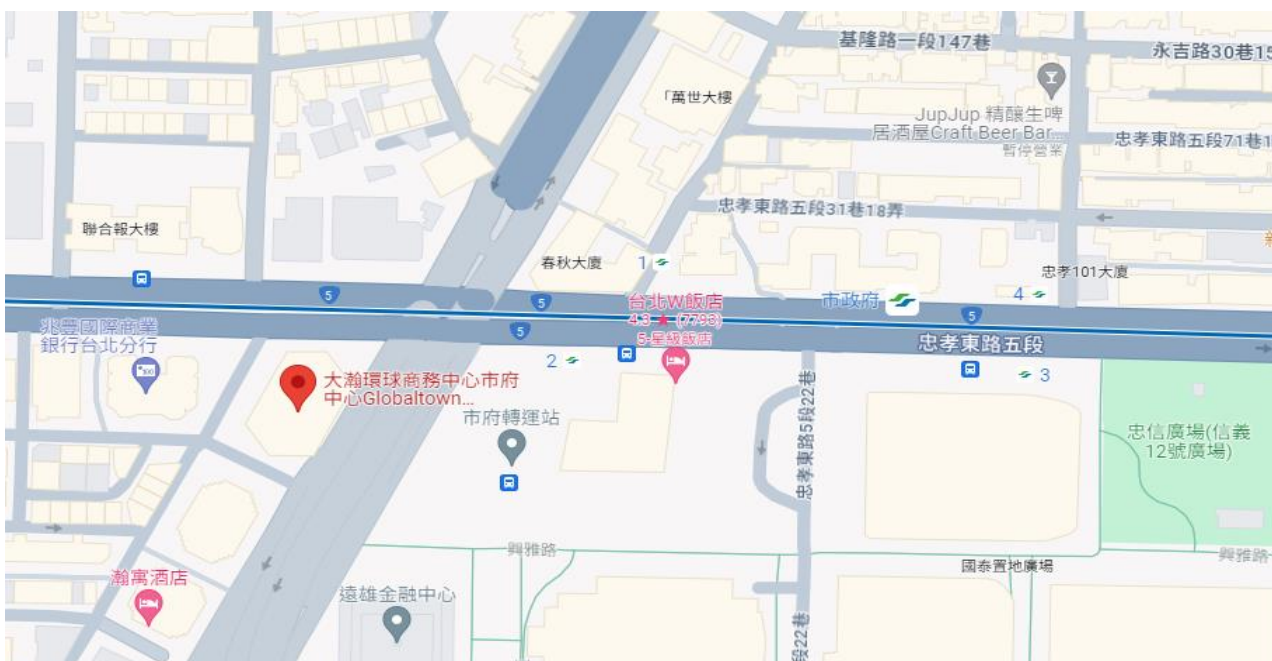 基隆路一段147巷
永吉路30巷15
「萬世大樓
JupJup 精釀生啤
居酒屋Craft Beer Bar...
暫停營業
忠孝東路五段71巷1
忠孝東路五段31巷18弄
聯合報大樓
春秋大廈
1
忠孝101大廈
4
5
5
台北W飯店
4.3 ★ (7793)
5-星級飯店
市政府
5
5
兆豐國際商業
銀行台北分行
2
忠孝東路五段
3
大瀚環球商務中心市府
中心Globaltown...
市府轉運站
忠孝東路5段22巷
忠信廣場(信義
12號廣場)
興雅路
興雅路
國泰置地廣場
瀚寓酒店
遠雄金融中心
段22巷